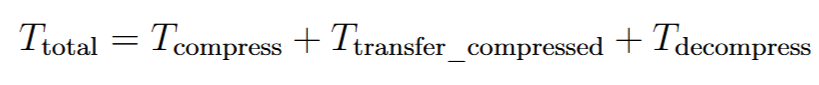 T_total = T_compress + T_transfer_compressed + T_decompress